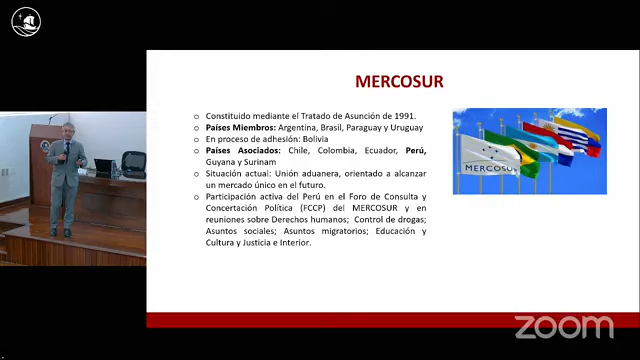 MERCOSUR
o Constituido mediante el Tratado de Asunción de 1991.
o Países Miembros: Argentina, Brasil, Paraguay y Uruguay
o En proceso de adhesión: Bolivia
o Países Asociados: Chile, Colombia, Ecuador, Perú,
Guyana y Surinam
o Situación actual: Unión aduanera, orientado a alcanzar
un mercado único en el futuro.
o Participación activa del Perú en el Foro de Consulta y
Concertación Política (FCCP) del MERCOSUR y en
reuniones sobre Derechos humanos; Control de drogas;
Asuntos sociales; Asuntos migratorios; Educación y
Cultura y Justicia e Interior.
MERCOSUR
zoom